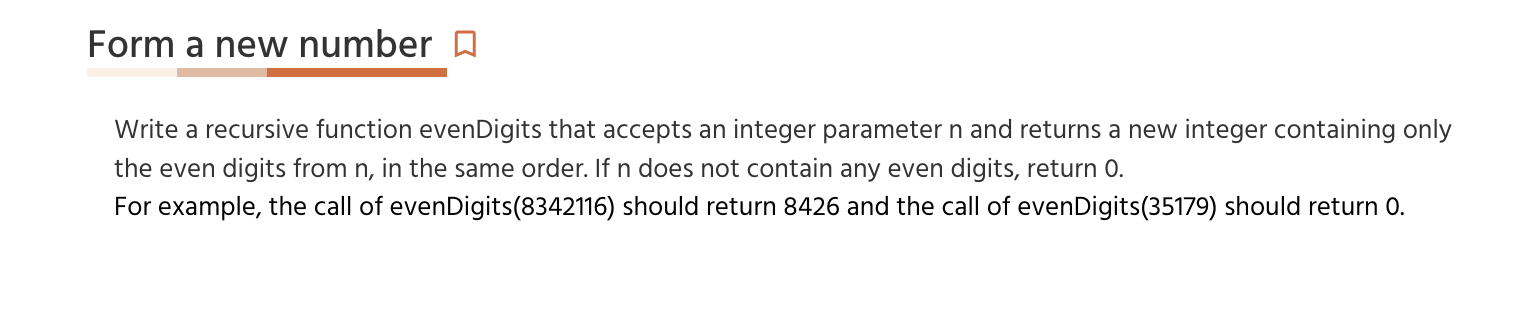 Form a new number
Write a recursive function evenDigits that accepts an integer parameter n and returns a new integer containing only
the even digits from n, in the same order. If n does not contain any even digits, return 0.
For example, the call of evenDigits(8342116) should return 8426 and the call of evenDigits(35179) should return 0.